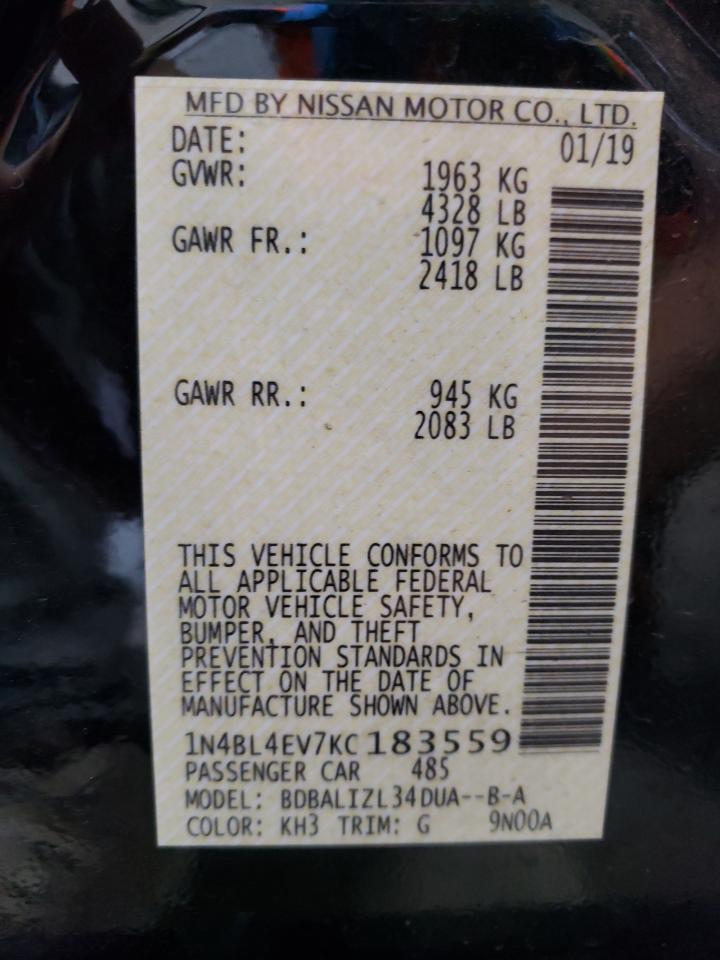 MFD BY NISSAN MOTOR CO., LTD.
DATE: 01/19
GVWR: 1963 KG
4328 LB
GAWR FR.: 1097 KG
2418 LB
GAWR RR.: 945 KG
2083 LB
THIS VEHICLE CONFORMS TO
ALL APPLICABLE FEDERAL
MOTOR VEHICLE SAFETY,
BUMPER, AND THEFT
PREVENTION STANDARDS IN
EFFECT ON THE DATE OF
MANUFACTURE SHOWN ABOVE.
1N4BL4EV7KC183559
PASSENGER CAR 485
MODEL: BDBALIZL34DUA--B-A
COLOR: KH3 TRIM: G 9N00A